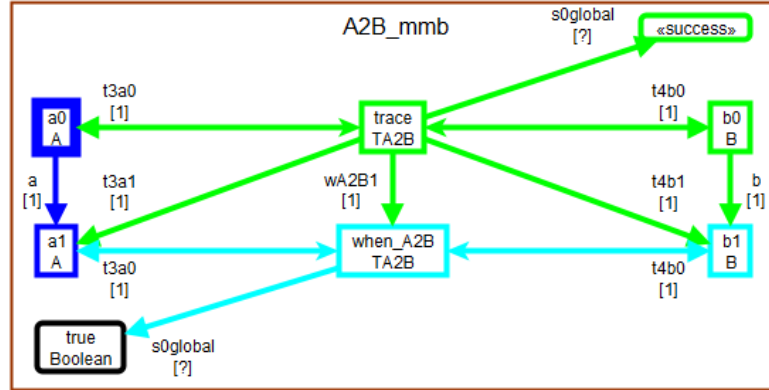 A2B_mmb
s0global
[?]
«success»
t3a0
[1]
t4b0
[1]
a0
A
trace
TA2B
b0
B
a
[1]
t3a1
[1]
wA2B1
[1]
t4b1
[1]
b
[1]
a1
A
when_A2B
TA2B
b1
B
t3a0
[1]
t4b0
[1]
true
Boolean
s0global
[?]